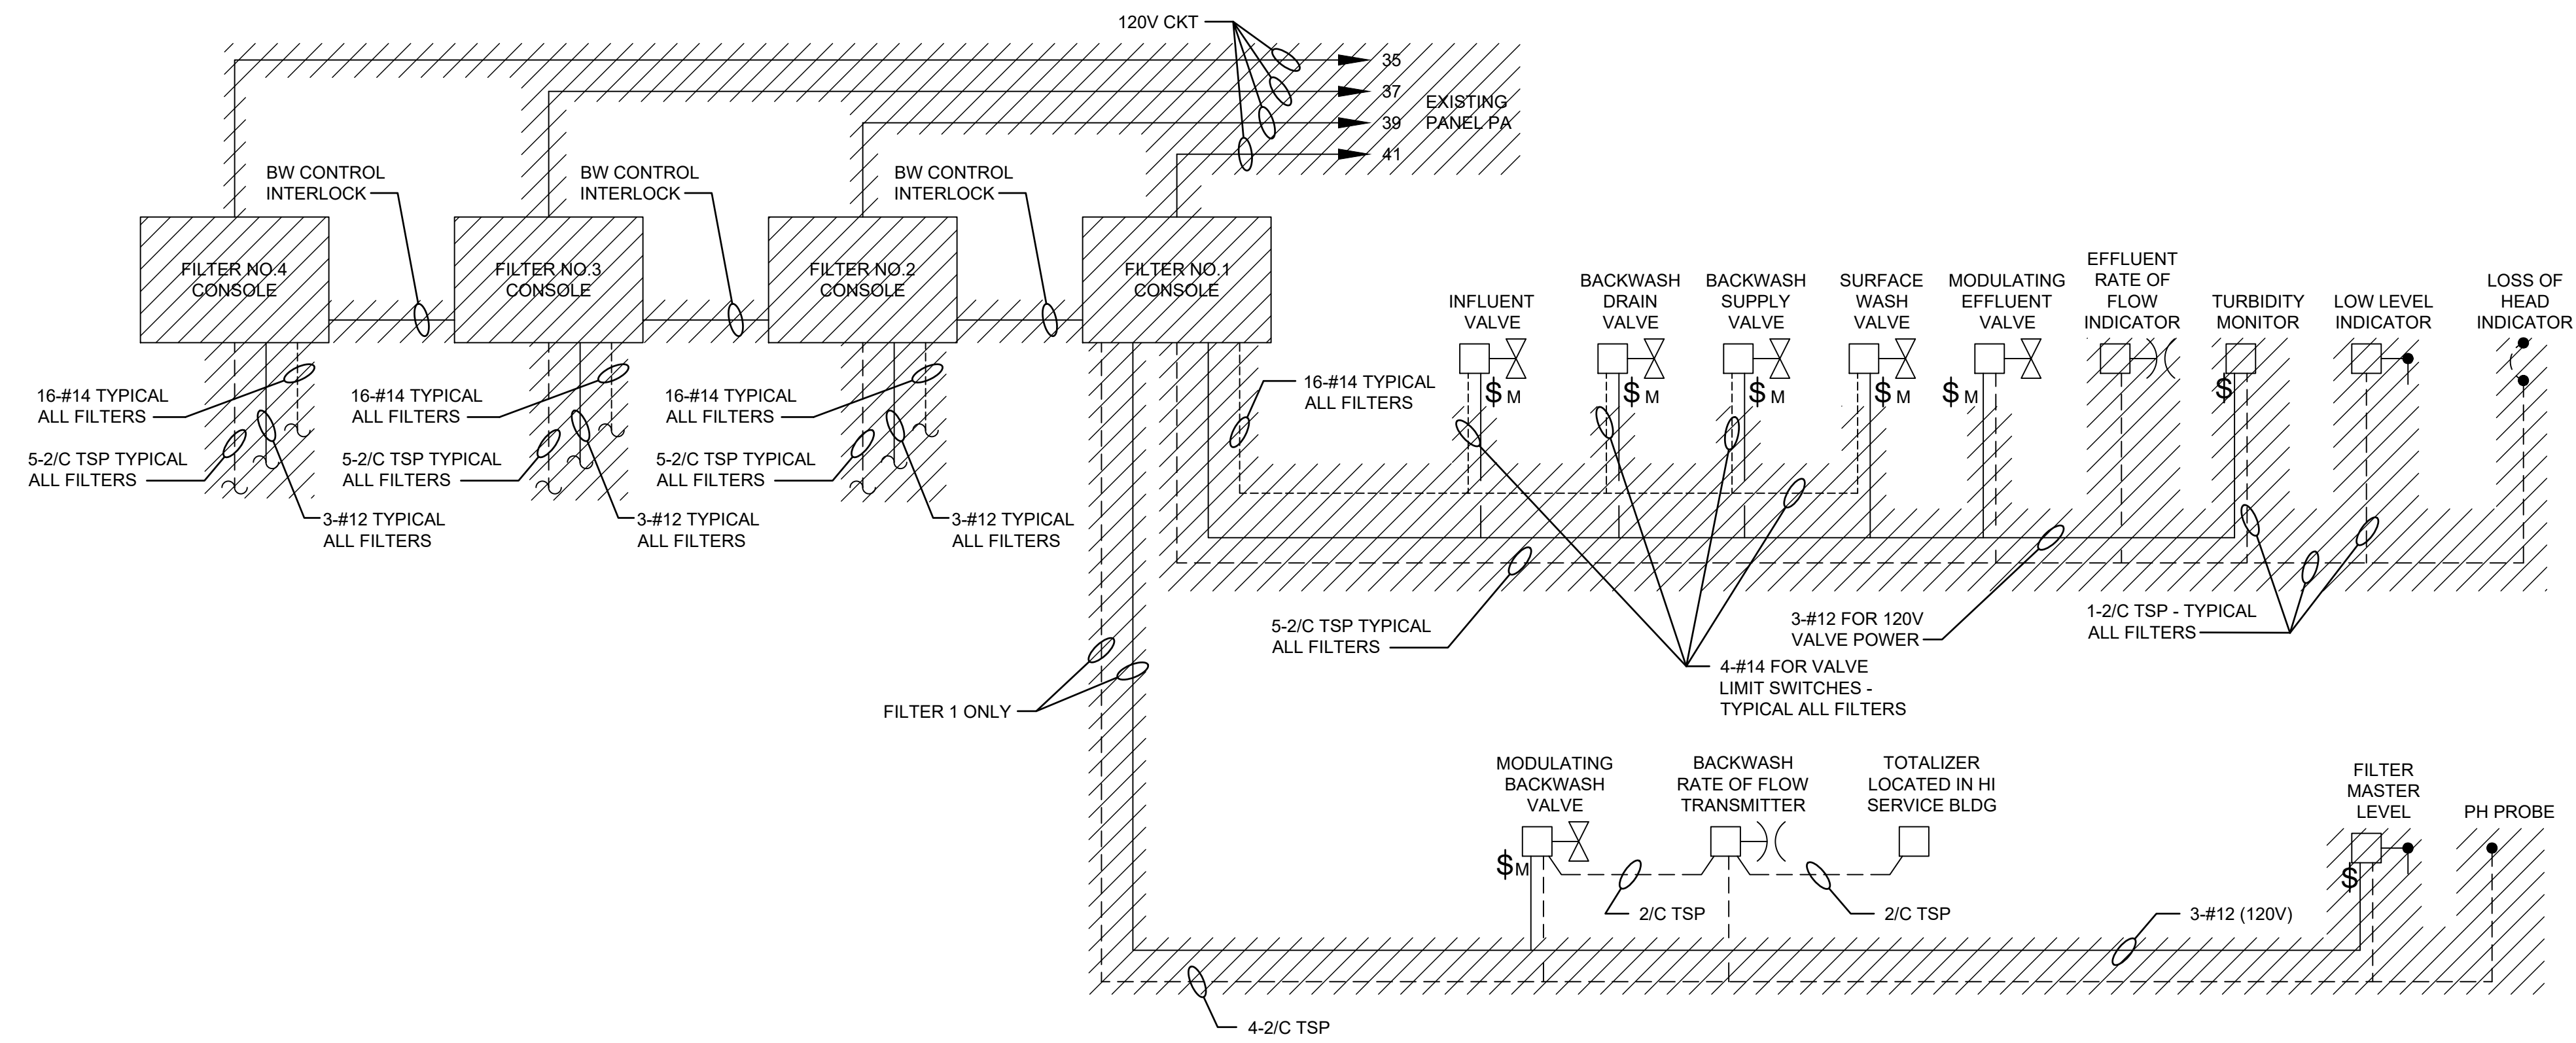 120V CKT
35
37
39
41
EXISTING
PANEL PA
BW CONTROL
INTERLOCK
BW CONTROL
INTERLOCK
BW CONTROL
INTERLOCK
FILTER NO.4
CONSOLE
FILTER NO.3
CONSOLE
FILTER NO.2
CONSOLE
FILTER NO.1
CONSOLE
INFLUENT
VALVE
BACKWASH
DRAIN
VALVE
BACKWASH
SUPPLY
VALVE
SURFACE
WASH
VALVE
MODULATING
EFFLUENT
VALVE
EFFLUENT
RATE OF
FLOW
INDICATOR
TURBIDITY
MONITOR
LOW LEVEL
INDICATOR
LOSS OF
HEAD
INDICATOR
$ M
$ M
$ M
$ M
$ M
$
16-#14 TYPICAL
ALL FILTERS
16-#14 TYPICAL
ALL FILTERS
16-#14 TYPICAL
ALL FILTERS
16-#14 TYPICAL
ALL FILTERS
5-2/C TSP TYPICAL
ALL FILTERS
5-2/C TSP TYPICAL
ALL FILTERS
5-2/C TSP TYPICAL
ALL FILTERS
3-#12 TYPICAL
ALL FILTERS
3-#12 TYPICAL
ALL FILTERS
3-#12 TYPICAL
ALL FILTERS
5-2/C TSP TYPICAL
ALL FILTERS
3-#12 FOR 120V
VALVE POWER
1-2/C TSP - TYPICAL
ALL FILTERS
4-#14 FOR VALVE
LIMIT SWITCHES -
TYPICAL ALL FILTERS
FILTER 1 ONLY
MODULATING
BACKWASH
VALVE
BACKWASH
RATE OF FLOW
TRANSMITTER
TOTALIZER
LOCATED IN HI
SERVICE BLDG
FILTER
MASTER
LEVEL
PH PROBE
$M
$
2/C TSP
2/C TSP
3-#12 (120V)
4-2/C TSP